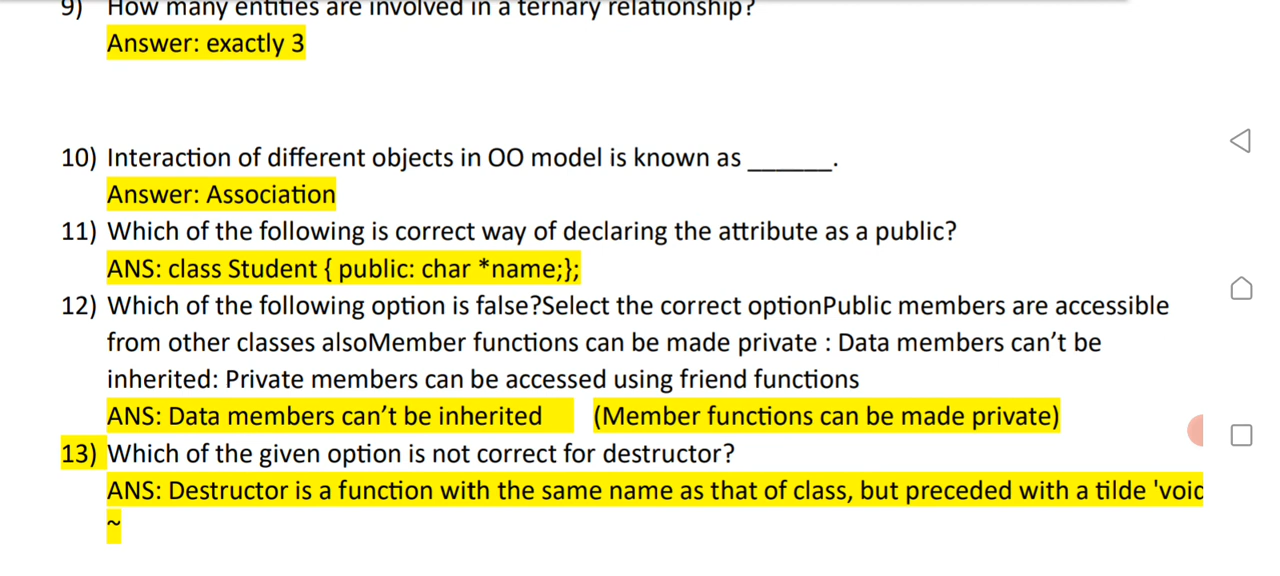 9) How many entities are involved in a ternary relationship?
Answer: exactly 3
10) Interaction of different objects in OO model is known as _______.
Answer: Association
11) Which of the following is correct way of declaring the attribute as a public?
ANS: class Student { public: char *name;};
12) Which of the following option is false?Select the correct optionPublic members are accessible
from other classes alsoMember functions can be made private : Data members can’t be
inherited: Private members can be accessed using friend functions
ANS: Data members can’t be inherited (Member functions can be made private)
13) Which of the given option is not correct for destructor?
ANS: Destructor is a function with the same name as that of class, but preceded with a tilde 'void
~